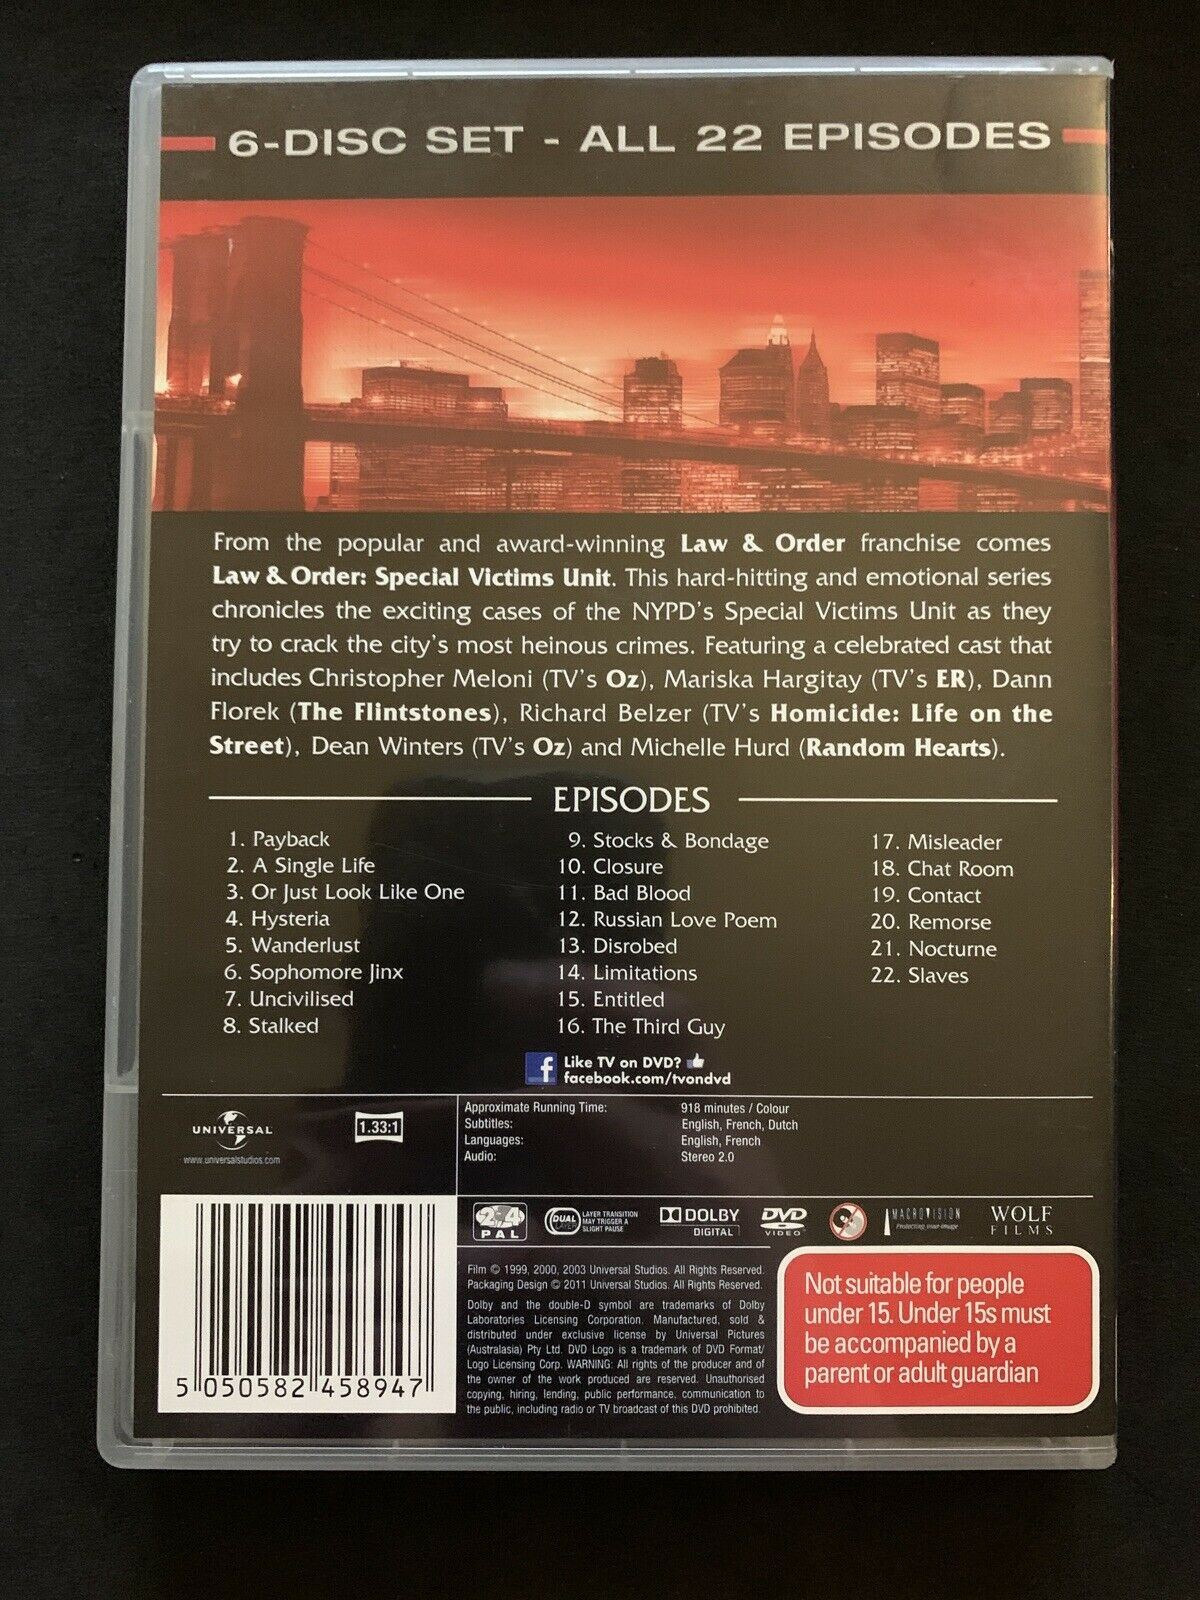 6-DISC SET - ALL 22 EPISODES
From the popular and award-winning Law & Order franchise comes
Law & Order: Special Victims Unit. This hard-hitting and emotional series
chronicles the exciting cases of the NYPD's Special Victims Unit as they
try to crack the city's most heinous crimes. Featuring a celebrated cast that
includes Christopher Meloni (TV's Oz), Mariska Hargitay (TV's ER), Dann
Florek (The Flintstones), Richard Belzer (TV's Homicide: Life on the
Street), Dean Winters (TV's Oz) and Michelle Hurd (Random Hearts).
EPISODES
1. Payback
2. A Single Life
3. Or Just Look Like One
4. Hysteria
5. Wanderlust
6. Sophomore Jinx
7. Uncivilised
8. Stalked
9. Stocks & Bondage
10. Closure
11. Bad Blood
12. Russian Love Poem
13. Disrobed
14. Limitations
15. Entitled
16. The Third Guy
17. Misleader
18. Chat Room
19. Contact
20. Remorse
21. Nocturne
22. Slaves
f Like TV on DVD?
facebook.com/tvondvd
UNIVERSAL
www.universalstudios.com
1.33:1
Approximate Running Time: 918 minutes / Colour
Subtitles: English, French, Dutch
Languages: English, French
Audio: Stereo 2.0
2 4
PAL
DUAL LAYER
LAYER TRANSITION
MAY TRIGGER A
SLIGHT PAUSE
DOLBY
DIGITAL
DVD
VIDEO
MACROVISION
Protecting your image
WOLF
FILMS
Film © 1999, 2000, 2003 Universal Studios. All Rights Reserved.
Packaging Design © 2011 Universal Studios. All Rights Reserved.
Dolby and the double-D symbol are trademarks of Dolby
Laboratories Licensing Corporation. Manufactured, sold &
distributed under exclusive license by Universal Pictures
(Australasia) Pty Ltd. DVD Logo is a trademark of DVD Format/
Logo Licensing Corp. WARNING: All rights of the producer and of
the owner of the work produced are reserved. Unauthorised
copying, hiring, lending, public performance, communication to
the public, including radio or TV broadcast of this DVD prohibited.
Not suitable for people
under 15. Under 15s must
be accompanied by a
parent or adult guardian
5 050582 458947